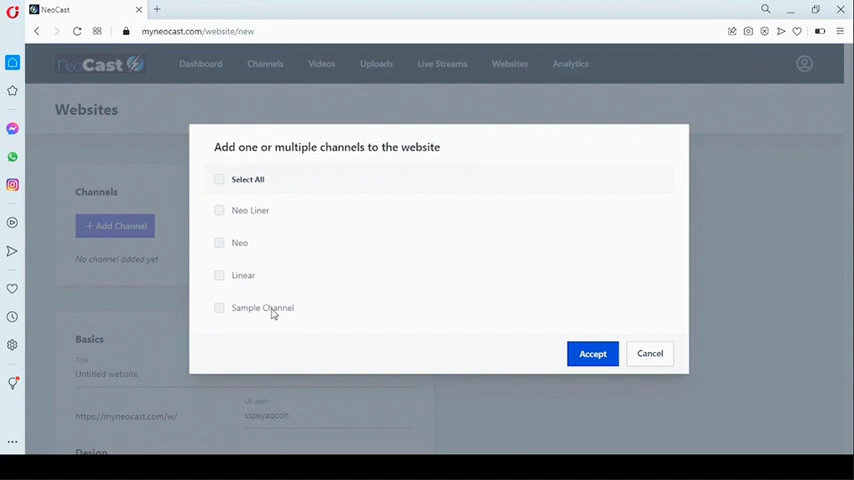 NeoCast
myneocast.com/website/new
NeoCast
Dashboard
Channels
Videos
Uploads
Live Streams
Websites
Analytics
Websites
Add one or multiple channels to the website
Select All
Neo Liner
Neo
Linear
Sample Channel
Accept
Cancel
Channels
+ Add Channel
No channel added yet
Basics
Title
Untitled website
Url path
https://myneocast.com/w/
sspsyaqcoh
Design